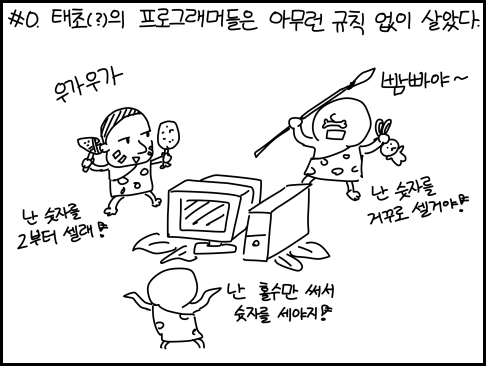 #0. 태초(?)의 프로그래머들은 아무런 규칙 없이 살았다.
우가우가
빰빠야~
난 숫자를
2부터 셀래!
난 숫자를
거꾸로 셀거야!
난 홀수만 써서
숫자를 세야지!